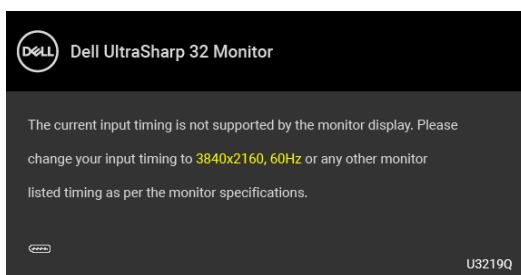 DELL
Dell UltraSharp 32 Monitor
The current input timing is not supported by the monitor display. Please
change your input timing to 3840x2160, 60Hz or any other monitor
listed timing as per the monitor specifications.
U3219Q